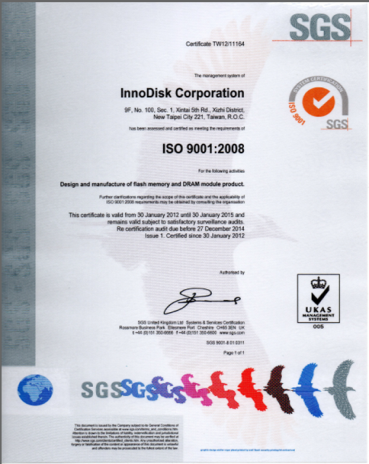 SGS
Certificate TW12/11164
The management system of
InnoDisk Corporation
9F, No. 100, Sec. 1, Xintai 5th Rd., Xizhi District,
New Taipei City 221, Taiwan, R.O.C.
has been assessed and certified as meeting the requirements of
ISO 9001:2008
For the following activities
Design and manufacture of flash memory and DRAM module product.
Further clarifications regarding the scope of this certificate and the applicability of
ISO 9001:2008 requirements may be obtained by consulting the organisation
This certificate is valid from 30 January 2012 until 30 January 2015 and
remains valid subject to satisfactory surveillance audits.
Re certification audit due before 27 December 2014
Issue 1. Certified since 30 January 2012
Authorised by
SGS United Kingdom Ltd Systems & Services Certification
Rossmore Business Park Ellesmere Port Cheshire CH65 3EN UK
t +44 (0)151 350-6666 f +44 (0)151 350-6600 www.sgs.com
Page 1 of 1
SYSTEM CERTIFICATION
ISO 9001
SGS
UKAS
MANAGEMENT
SYSTEMS
005
SGS SGS SGS